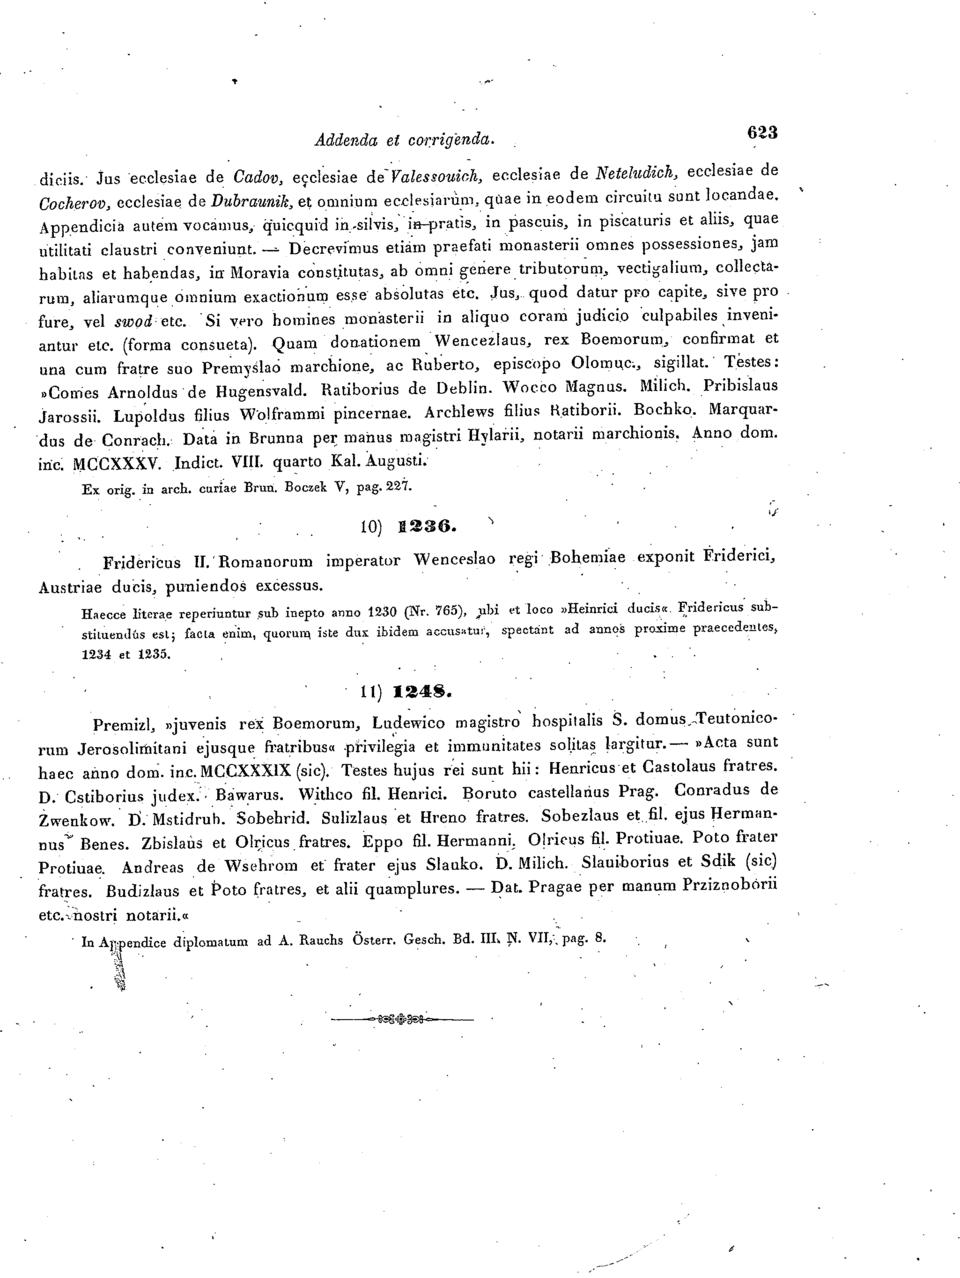 Addenda et corrigenda. 623
diciis. Jus ecclesiae de Cadov, ecclesiae de Valessouich, ecclesiae de Neteludich, ecclesiae de
Cocherov, ecclesiae de Dubraunik, et omnium ecclesiarum, quae in eodem circuitu sunt locandae.
Appendicia autem vocamus, quicquid in silvis, in pratis, in pascuis, in piscaturis et aliis, quae
utilitati claustri conveniunt. — Decrevimus etiam praefati monasterii omnes possessiones, jam
habitas et habendas, in Moravia constitutas, ab omni genere tributorum, vectigalium, collecta-
rum, aliarumque omnium exactionum esse absolutas etc. Jus, quod datur pro capite, sive pro
fure, vel swod etc. Si vero homines monasterii in aliquo coram judicio culpabiles inveni-
antur etc. (forma consueta). Quam donationem Wencezlaus, rex Boemorum, confirmat et
una cum fratre suo Premyslao marchione, ac Ruberto, episcopo Olomuc., sigillat. Testes:
»Comes Arnoldus de Hugensvald. Ratiborius de Deblin. Wocco Magnus. Milich. Pribislaus
Jarossii. Lupoldus filius Wolframmi pincernae. Archlews filius Ratiborii. Bochko. Marquar-
dus de Conrach. Data in Brunna per manus magistri Hylarii, notarii marchionis. Anno dom.
inc. MCCXXXV. Indict. VIII. quarto Kal. Augusti.
Ex orig. in arch. curiae Brun. Boczek V, pag. 227.
10) 1236.
Fridericus II. Romanorum imperator Wenceslao regi Bohemiae exponit Friderici,
Austriae ducis, puniendos excessus.
Haecce literae reperiuntur sub inepto anno 1230 (Nr. 765), ubi et loco »Heinrici ducis« Fridericus sub-
stituendus est; facta enim, quorum iste dux ibidem accusatur, spectant ad annos proxime praecedentes,
1234 et 1235.
11) 1248.
Premizl, »juvenis rex Boemorum, Ludewico magistro hospitalis S. domus Teutonico-
rum Jerosolimitani ejusque fratribus« privilegia et immunitates solitas largitur. — »Acta sunt
haec anno dom. inc. MCCXXXIX (sic). Testes hujus rei sunt hii: Henricus et Castolaus fratres.
D. Cstiborius judex. Bawarus. Withco fil. Henrici. Boruto castellanus Prag. Conradus de
Zwenkow. D. Mstidruh. Sobehrid. Sulizlaus et Hreno fratres. Sobezlaus et fil. ejus Herman-
nus Benes. Zbislaus et Olricus fratres. Eppo fil. Hermanni. Olricus fil. Protiuae. Poto frater
Protiuae. Andreas de Wsehrom et frater ejus Slauko. D. Milich. Slauiborius et Sdik (sic)
fratres. Budizlaus et Poto fratres, et alii quamplures. — Dat. Pragae per manum Prziznoborii
etc. nostri notarii.«
In Appendice diplomatum ad A. Rauchs Österr. Gesch. Bd. III. N. VII, pag. 8.